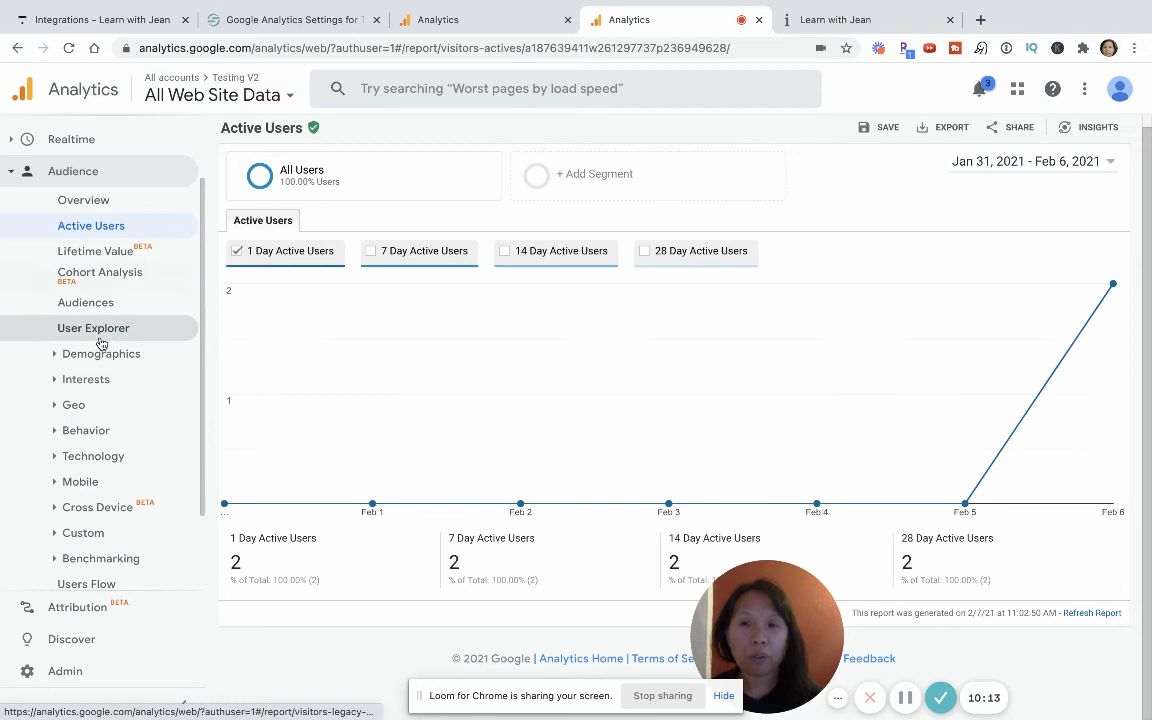 Integrations - Learn with Jean
Google Analytics Settings for T
Analytics
Analytics
Learn with Jean
analytics.google.com/analytics/web/?authuser=1#/report/visitors-actives/a187639411w261297737p236949628/
1
IQ
K
Analytics
All accounts > Testing V2
All Web Site Data
Try searching “Worst pages by load speed”
3
Realtime
Audience
Overview
Active Users
Lifetime Value BETA
Cohort Analysis
BETA
Audiences
User Explorer
Demographics
Interests
Geo
Behavior
Technology
Mobile
Cross Device BETA
Custom
Benchmarking
Users Flow
Attribution BETA
Discover
Admin
Active Users
SAVE
EXPORT
SHARE
INSIGHTS
All Users
100.00% Users
+ Add Segment
Jan 31, 2021 - Feb 6, 2021
Active Users
1 Day Active Users
7 Day Active Users
14 Day Active Users
28 Day Active Users
2
1
...
Feb 1
Feb 2
Feb 3
Feb 4
Feb 5
Feb 6
1 Day Active Users
2
% of Total: 100.00% (2)
7 Day Active Users
2
% of Total: 100.00% (2)
14 Day Active Users
2
% of Total: 100.
28 Day Active Users
2
% of Total: 100.00% (2)
This report was generated on 2/7/21 at 11:02:50 AM - Refresh Report
© 2021 Google | Analytics Home | Terms of Se
Feedback
Loom for Chrome is sharing your screen.
Stop sharing
Hide
10:13
https://analytics.google.com/analytics/web/?authuser=1#/report/visitors-legacy-...